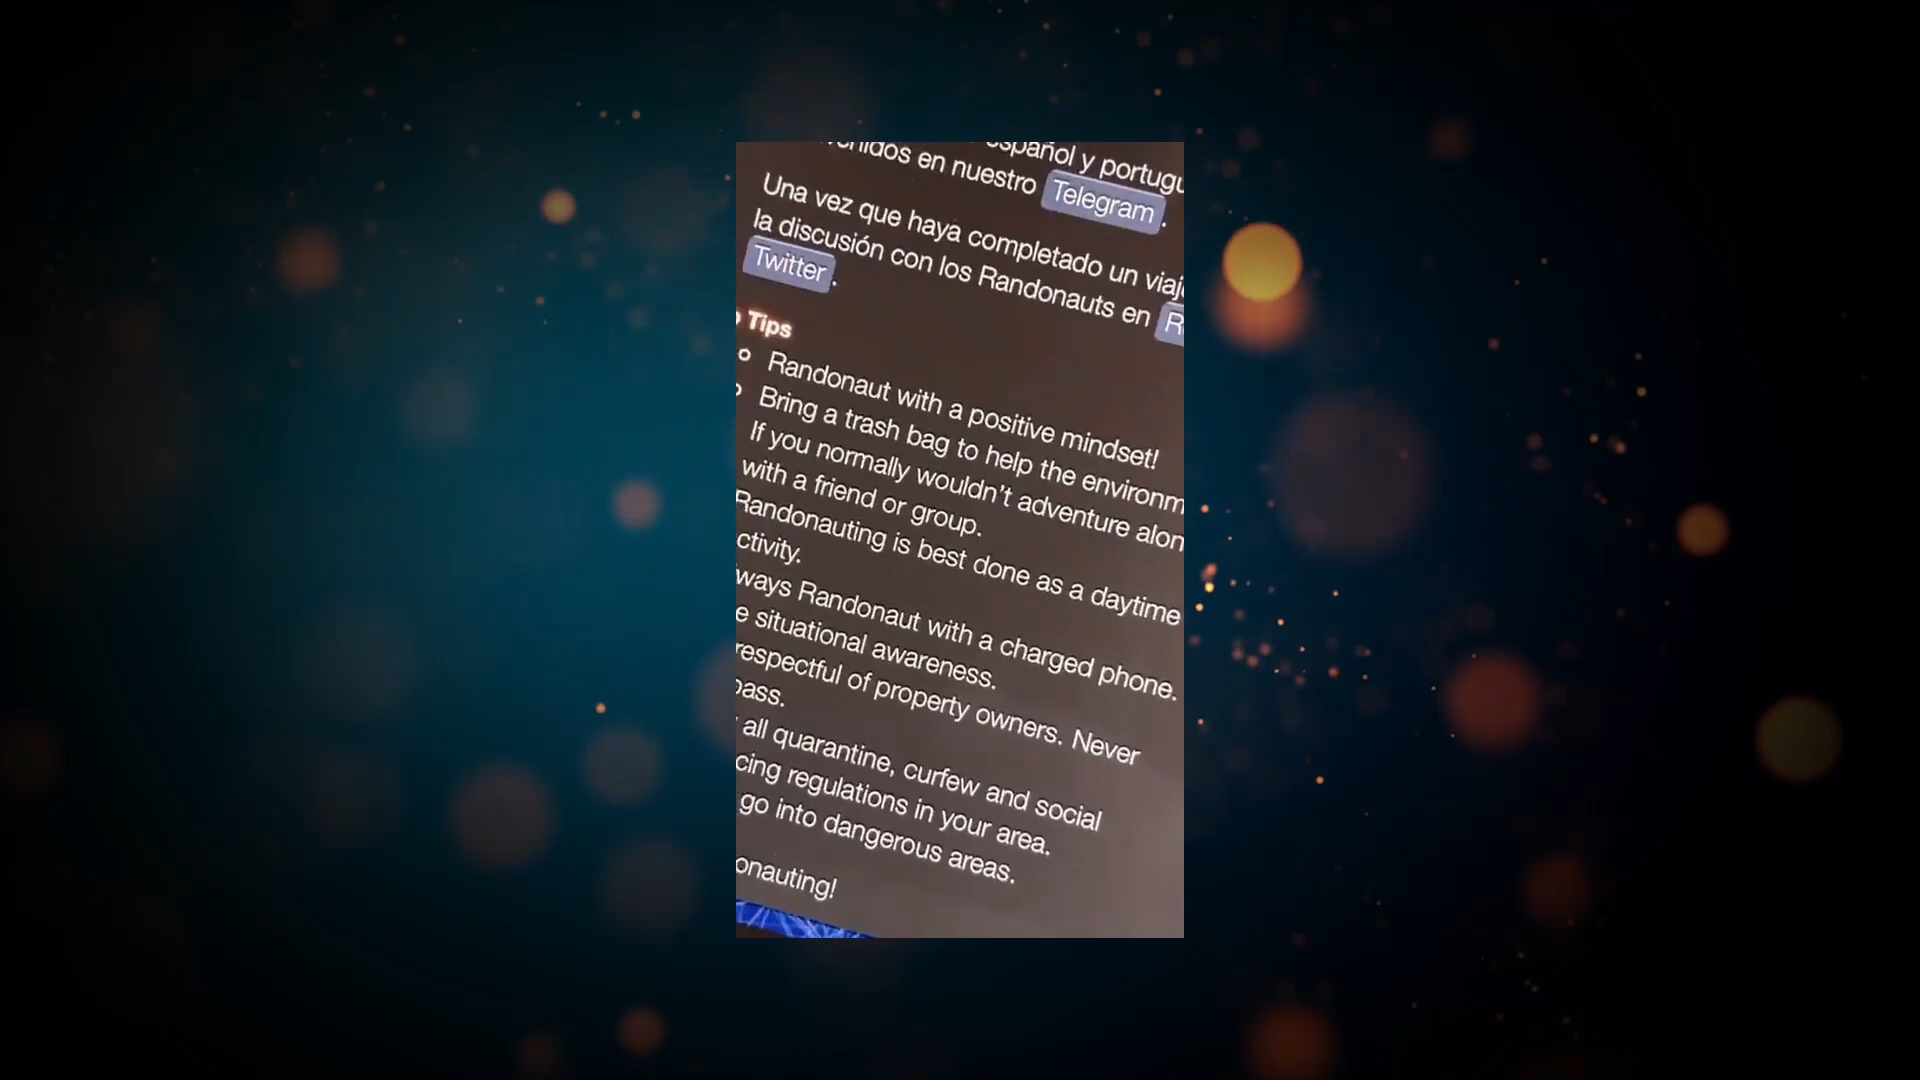 español y portugu
enidos en nuestro Telegram.
Una vez que haya completado un viaj
la discusión con los Randonauts en R
Twitter.
Tips
Randonaut with a positive mindset!
Bring a trash bag to help the environm
If you normally wouldn't adventure alon
with a friend or group.
Randonauting is best done as a daytime
ctivity.
ways Randonaut with a charged phone.
e situational awareness.
respectful of property owners. Never
pass.
all quarantine, curfew and social
cing regulations in your area.
go into dangerous areas.
onauting!